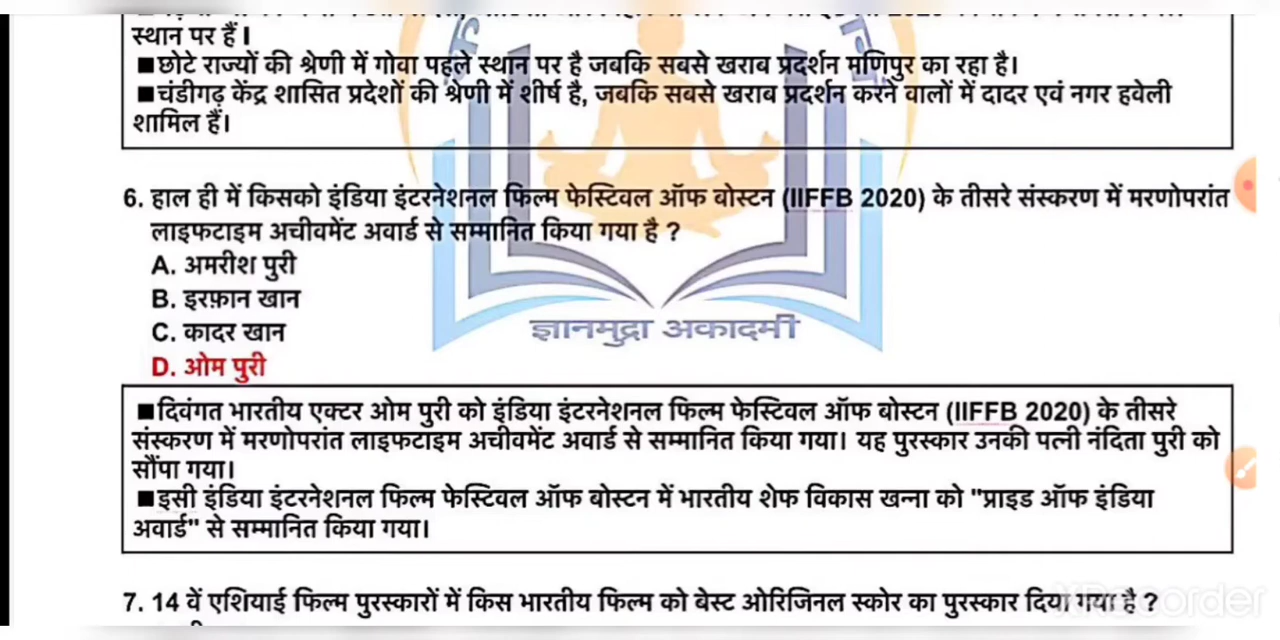 स्थान पर हैं।
■छोटे राज्यों की श्रेणी में गोवा पहले स्थान पर है जबकि सबसे खराब प्रदर्शन मणिपुर का रहा है।
■चंडीगढ़ केंद्र शासित प्रदेशों की श्रेणी में शीर्ष है, जबकि सबसे खराब प्रदर्शन करने वालों में दादर एवं नगर हवेली
शामिल हैं।
6. हाल ही में किसको इंडिया इंटरनेशनल फिल्म फेस्टिवल ऑफ बोस्टन (IIFFB 2020) के तीसरे संस्करण में मरणोपरांत
लाइफटाइम अचीवमेंट अवार्ड से सम्मानित किया गया है ?
A. अमरीश पुरी
B. इरफ़ान खान
C. कादर खान
D. ओम पुरी
ज्ञानमुद्रा अकादमी
■दिवंगत भारतीय एक्टर ओम पुरी को इंडिया इंटरनेशनल फिल्म फेस्टिवल ऑफ बोस्टन (IIFFB 2020) के तीसरे
संस्करण में मरणोपरांत लाइफटाइम अचीवमेंट अवार्ड से सम्मानित किया गया। यह पुरस्कार उनकी पत्नी नंदिता पुरी को
सौंपा गया।
■इसी इंडिया इंटरनेशनल फिल्म फेस्टिवल ऑफ बोस्टन में भारतीय शेफ विकास खन्ना को "प्राइड ऑफ इंडिया
अवार्ड" से सम्मानित किया गया।
7. 14 वें एशियाई फिल्म पुरस्कारों में किस भारतीय फिल्म को बेस्ट ओरिजिनल स्कोर का पुरस्कार दिया गया है ?
XRecorder